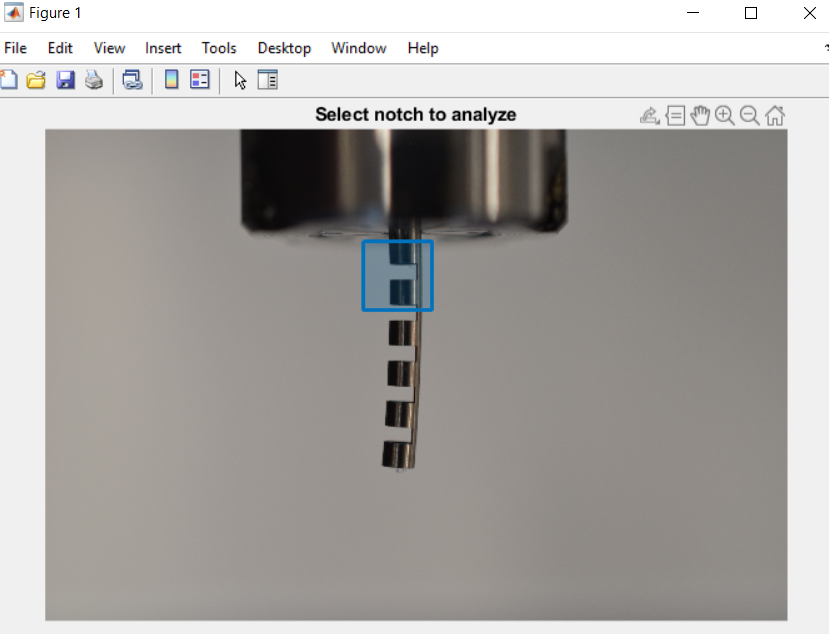 Figure 1
File Edit View Insert Tools Desktop Window Help
Select notch to analyze